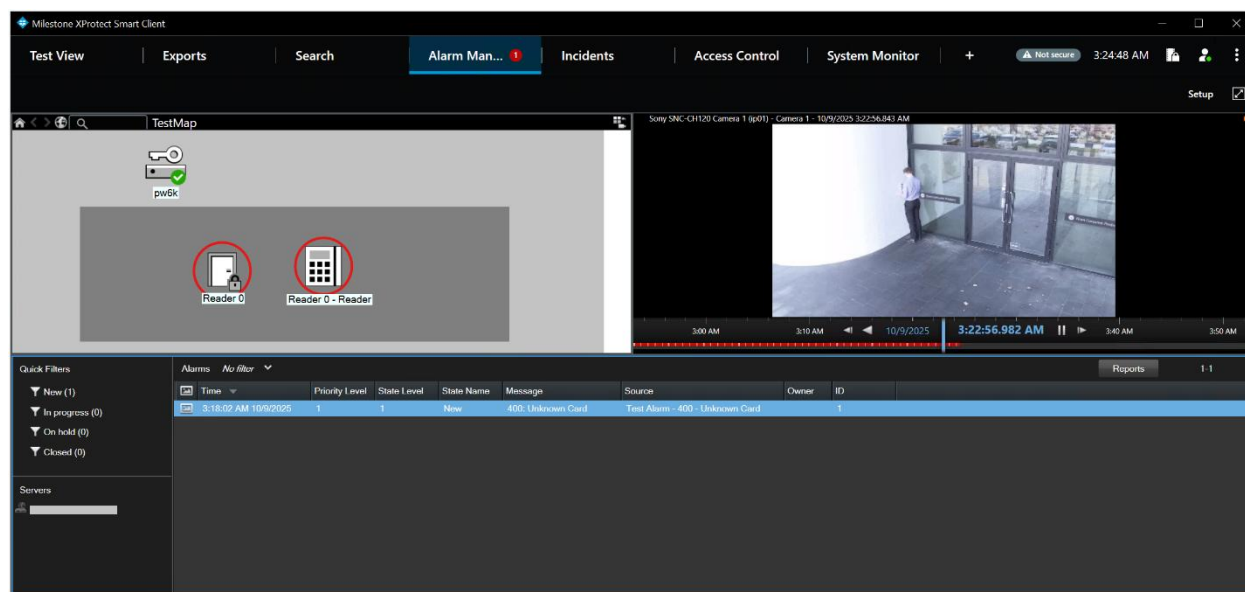 Milestone XProtect Smart Client
Test View Exports Search Alarm Man... 1 Incidents Access Control System Monitor + Not secure 3:24:48 AM
Setup
TestMap
pw6k
Reader 0
Reader 0 - Reader
Sony SNC-CH120 Camera 1 (ip01) - Camera 1 - 10/9/2025 3:22:56.843 AM
3:00 AM 3:10 AM 10/9/2025 3:22:56.982 AM 3:40 AM 3:50 AM
Quick Filters
New (1)
In progress (0)
On hold (0)
Closed (0)
Servers
Alarms No filter Reports 1-1
Time Priority Level State Level State Name Message Source Owner ID
3:18:02 AM 10/9/2025 1 1 New 400: Unknown Card Test Alarm - 400 - Unknown Card 1